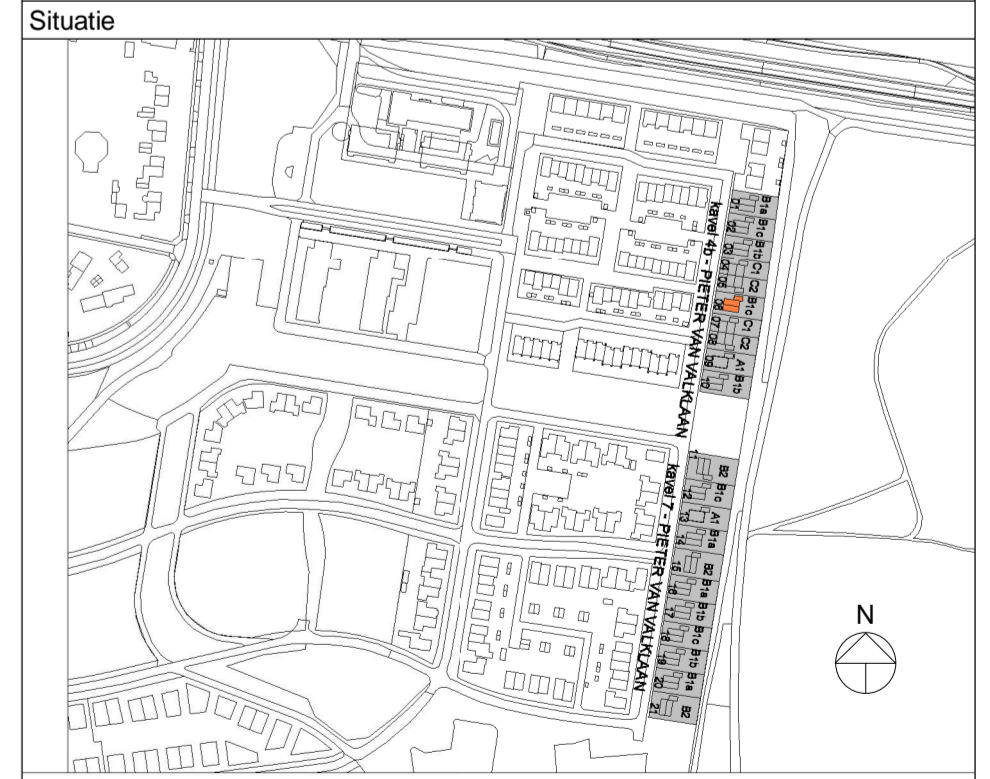 Situatie
kavel 4b - PIETER VAN VALKLAAN
B1a B1c B1b C1 C2 B1c C1 C2 A1 B1b
01 02 03 04 05 06 07 08 09 10
kavel 7 - PIETER VAN VALKLAAN
B2 B1c A1 B1a B2 B1a B1b B1c B1b B1a B2
11 12 13 14 15 16 17 18 19 20 21
N